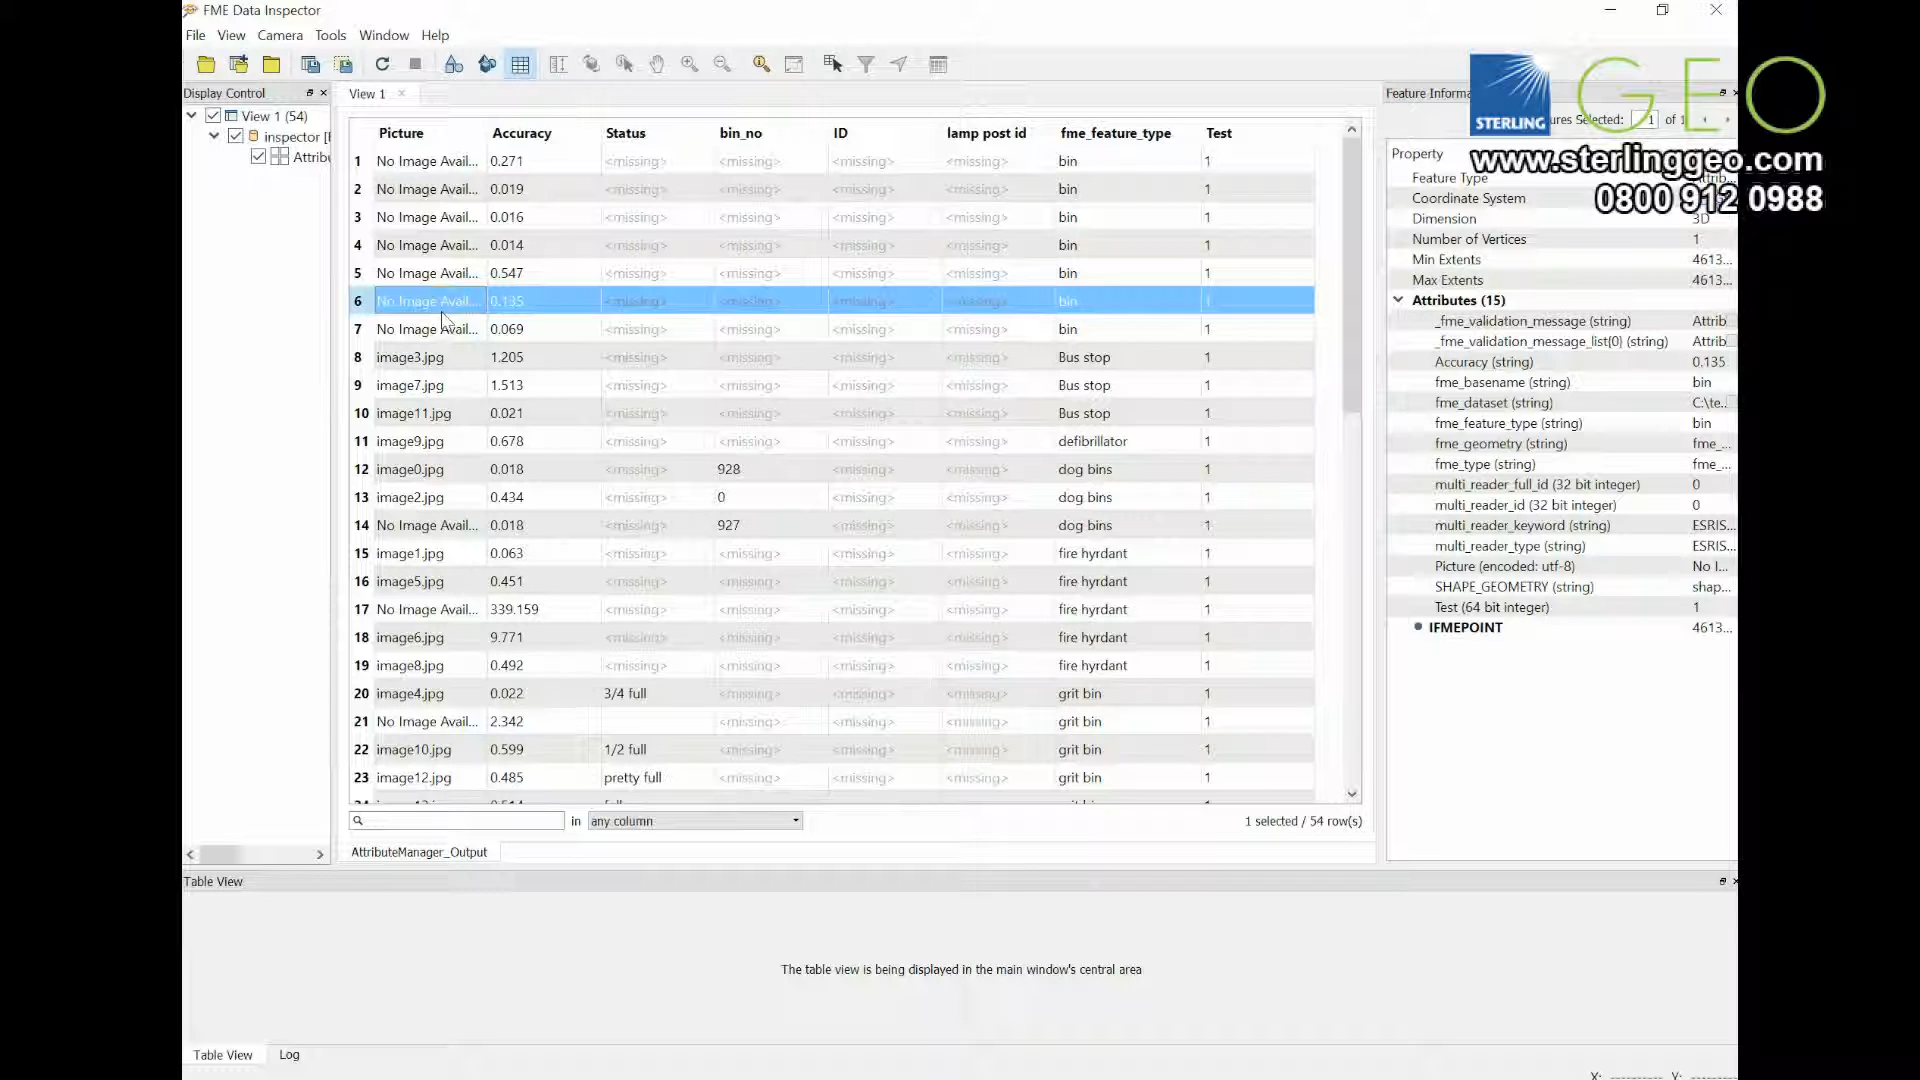 FME Data Inspector
File View Camera Tools Window Help
Display Control
View 1 (54)
inspector [
Attribu
View 1
Picture Accuracy Status bin_no ID lamp post id fme_feature_type Test
1 No Image Avail... 0.271 <missing> <missing> <missing> <missing> bin 1
2 No Image Avail... 0.019 <missing> <missing> <missing> <missing> bin 1
3 No Image Avail... 0.016 <missing> <missing> <missing> <missing> bin 1
4 No Image Avail... 0.014 <missing> <missing> <missing> <missing> bin 1
5 No Image Avail... 0.547 <missing> <missing> <missing> <missing> bin 1
6 No Image Avail... 0.135 <missing> <missing> <missing> <missing> bin 1
7 No Image Avail... 0.069 <missing> <missing> <missing> <missing> bin 1
8 image3.jpg 1.205 <missing> <missing> <missing> <missing> Bus stop 1
9 image7.jpg 1.513 <missing> <missing> <missing> <missing> Bus stop 1
10 image11.jpg 0.021 <missing> <missing> <missing> <missing> Bus stop 1
11 image9.jpg 0.678 <missing> <missing> <missing> <missing> defibrillator 1
12 image0.jpg 0.018 <missing> 928 <missing> <missing> dog bins 1
13 image2.jpg 0.434 <missing> 0 <missing> <missing> dog bins 1
14 No Image Avail... 0.018 <missing> 927 <missing> <missing> dog bins 1
15 image1.jpg 0.063 <missing> <missing> <missing> <missing> fire hyrdant 1
16 image5.jpg 0.451 <missing> <missing> <missing> <missing> fire hyrdant 1
17 No Image Avail... 339.159 <missing> <missing> <missing> <missing> fire hyrdant 1
18 image6.jpg 9.771 <missing> <missing> <missing> <missing> fire hyrdant 1
19 image8.jpg 0.492 <missing> <missing> <missing> <missing> fire hyrdant 1
20 image4.jpg 0.022 3/4 full <missing> <missing> <missing> grit bin 1
21 No Image Avail... 2.342 <missing> <missing> <missing> grit bin 1
22 image10.jpg 0.599 1/2 full <missing> <missing> <missing> grit bin 1
23 image12.jpg 0.485 pretty full <missing> <missing> <missing> grit bin 1
in any column 1 selected / 54 row(s)
AttributeManager_Output
Feature Informa
ures Selected: 1 of 1
Property
Feature Type Attrib...
Coordinate System
Dimension 3D
Number of Vertices 1
Min Extents 4613...
Max Extents 4613...
Attributes (15)
_fme_validation_message (string) Attrib
_fme_validation_message_list{0} (string) Attrib
Accuracy (string) 0.135
fme_basename (string) bin
fme_dataset (string) C:\te...
fme_feature_type (string) bin
fme_geometry (string) fme_...
fme_type (string) fme_...
multi_reader_full_id (32 bit integer) 0
multi_reader_id (32 bit integer) 0
multi_reader_keyword (string) ESRIS...
multi_reader_type (string) ESRIS...
Picture (encoded: utf-8) No I...
SHAPE_GEOMETRY (string) shap...
Test (64 bit integer) 1
IFMEPOINT 4613...
STERLING GEO
www.sterlinggeo.com
0800 912 0988
Table View
The table view is being displayed in the main window's central area
Table View Log
X: Y: